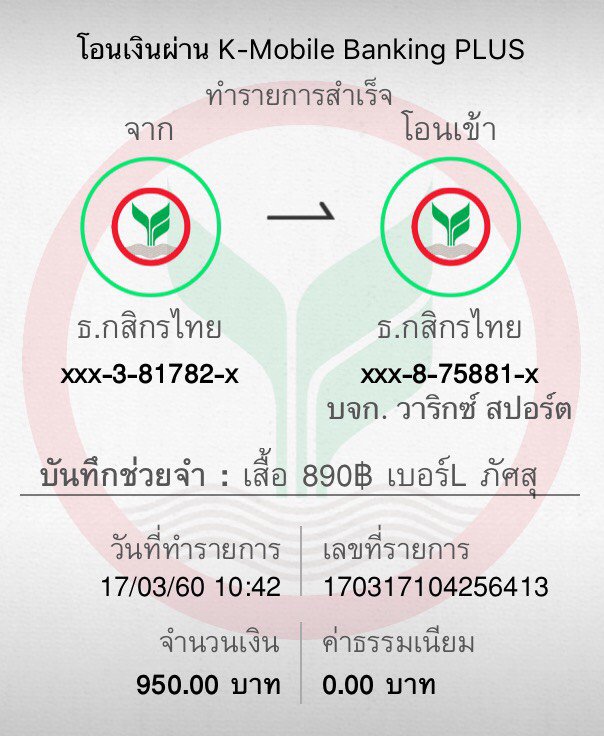 โอนเงินผ่าน K-Mobile Banking PLUS
ทำรายการสำเร็จ
จาก
โอนเข้า
ธ.กสิกรไทย
ธ.กสิกรไทย
xxx-3-81782-x
xxx-8-75881-x
บจก. วาริกซ์ สปอร์ต
บันทึกช่วยจำ : เสื้อ 890฿ เบอร์L ภัศสุ
วันที่ทำรายการ
เลขที่รายการ
17/03/60 10:42
170317104256413
จำนวนเงิน
ค่าธรรมเนียม
950.00 บาท
0.00 บาท